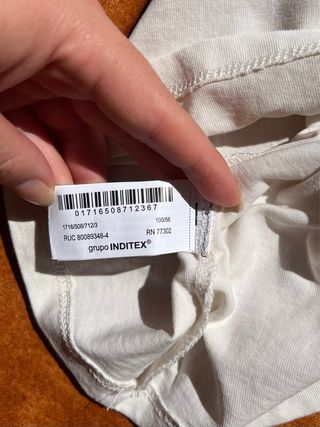 01716508712367
1716/508/712/3 100/56
RUC 80089348-4 RN 77302
grupo INDITEX®